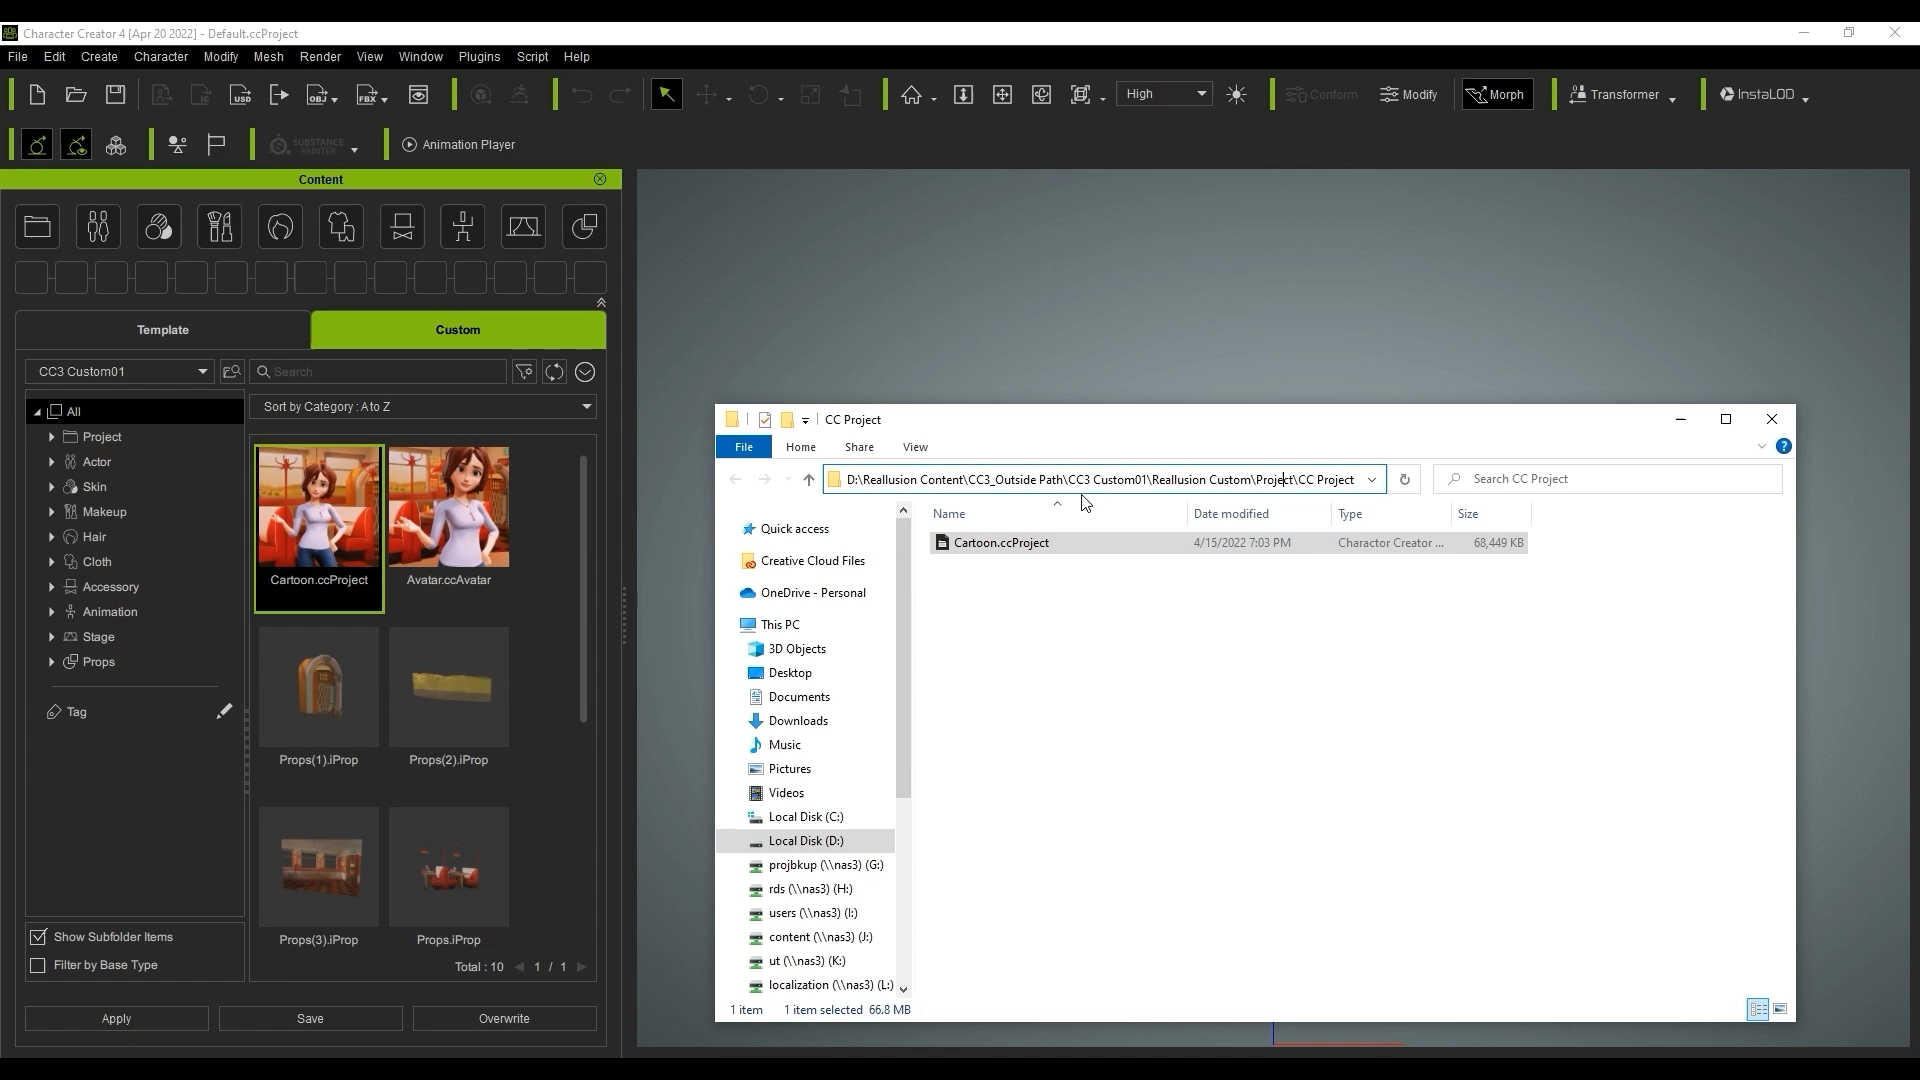 Character Creator 4 [Apr 20 2022] - Default.ccProject
File Edit Create Character Modify Mesh Render View Window Plugins Script Help
USD OBJ FBX High Conform Modify Morph Transformer InstaLOD
SUBSTANCE PAINTER Animation Player
Content
Template Custom
CC3 Custom01 Search
All
Project
Actor
Skin
Makeup
Hair
Cloth
Accessory
Animation
Stage
Props
Tag
Show Subfolder Items
Filter by Base Type
Sort by Category : A to Z
Cartoon.ccProject Avatar.ccAvatar
Props(1).iProp Props(2).iProp
Props(3).iProp Props.iProp
Total : 10 1 / 1
Apply Save Overwrite
CC Project
File Home Share View
D:\Reallusion Content\CC3_Outside Path\CC3 Custom01\Reallusion Custom\Project\CC Project Search CC Project
Name Date modified Type Size
Cartoon.ccProject 4/15/2022 7:03 PM Charactor Creator ... 68,449 KB
Quick access
Creative Cloud Files
OneDrive - Personal
This PC
3D Objects
Desktop
Documents
Downloads
Music
Pictures
Videos
Local Disk (C:)
Local Disk (D:)
projbkup (\\nas3) (G:)
rds (\\nas3) (H:)
users (\\nas3) (I:)
content (\\nas3) (J:)
ut (\\nas3) (K:)
localization (\\nas3) (L:)
1 item 1 item selected 66.8 MB